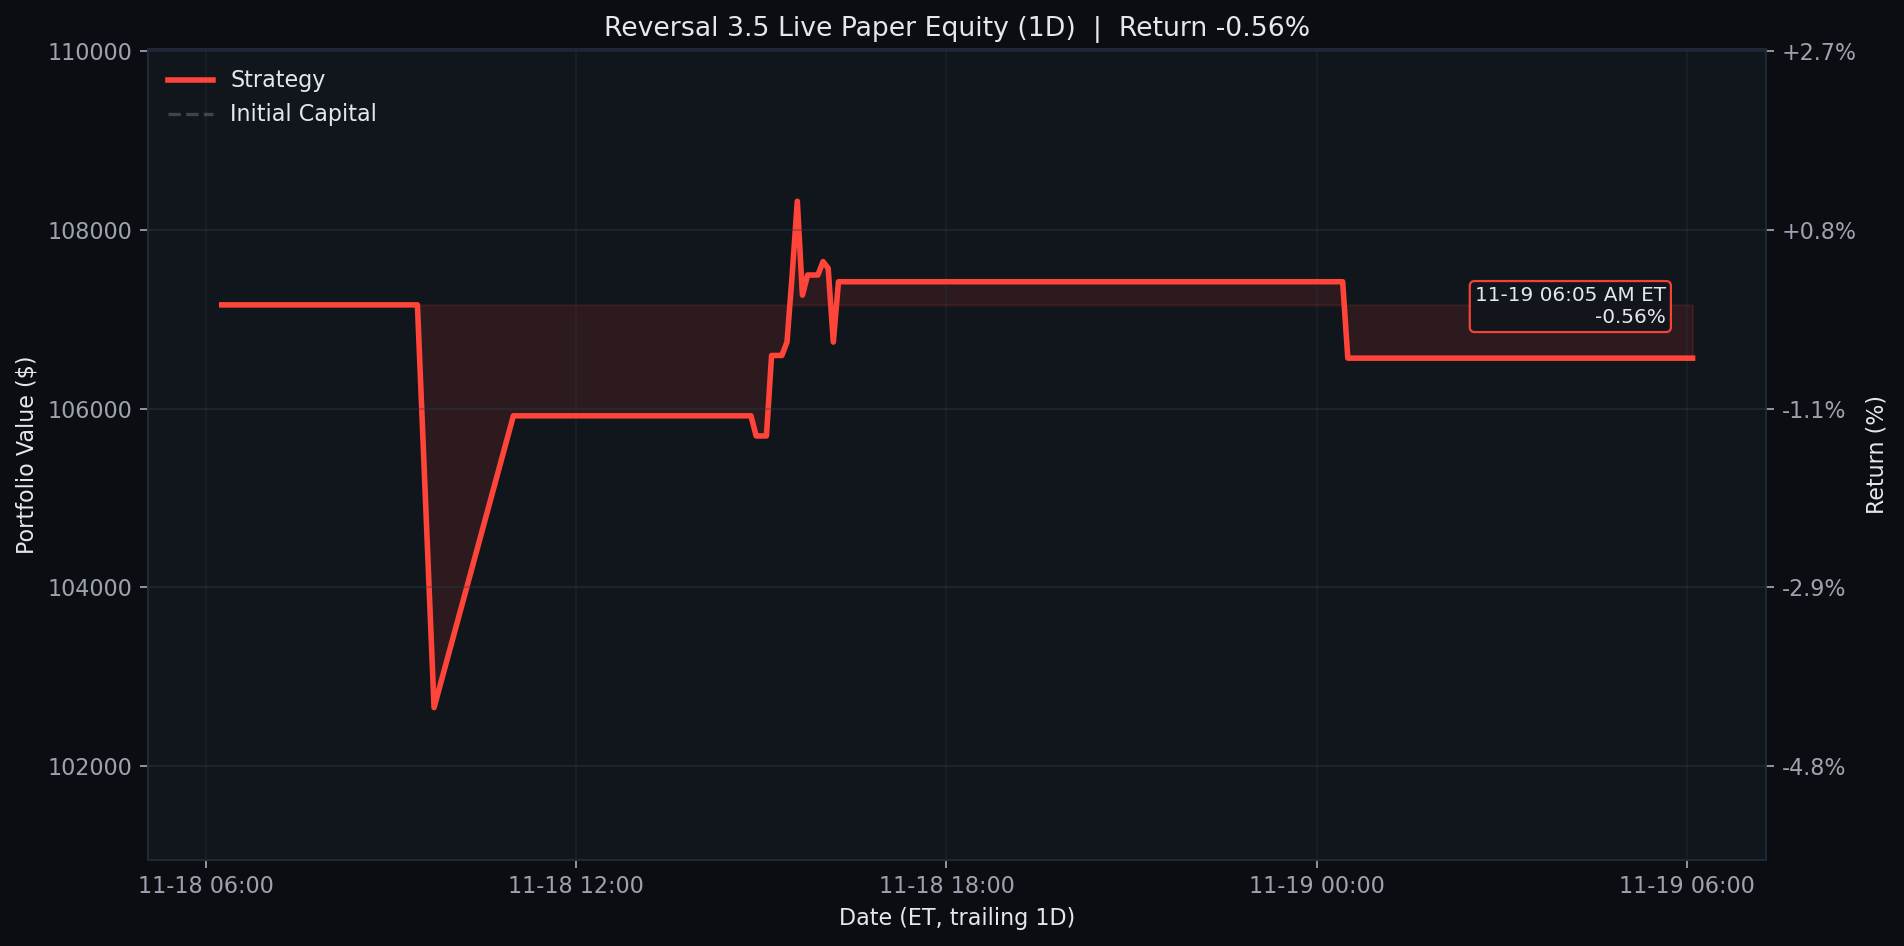 Reversal 3.5 Live Paper Equity (1D) | Return -0.56%
Strategy
Initial Capital
110000
108000
106000
104000
102000
Portfolio Value ($)
+2.7%
+0.8%
-1.1%
-2.9%
-4.8%
Return (%)
11-19 06:05 AM ET
-0.56%
11-18 06:00
11-18 12:00
11-18 18:00
11-19 00:00
11-19 06:00
Date (ET, trailing 1D)